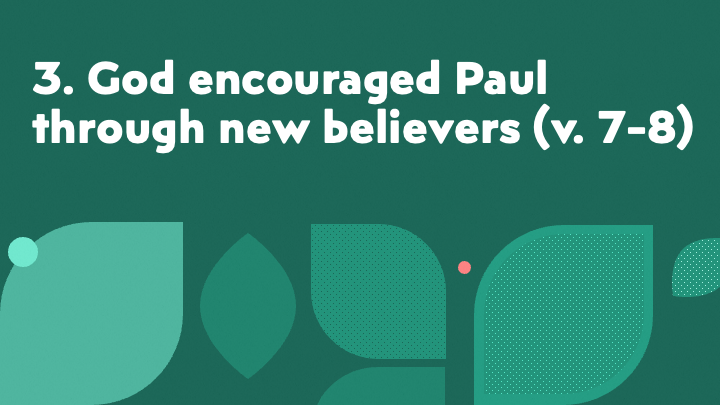 3. God encouraged Paul
through new believers (v. 7-8)